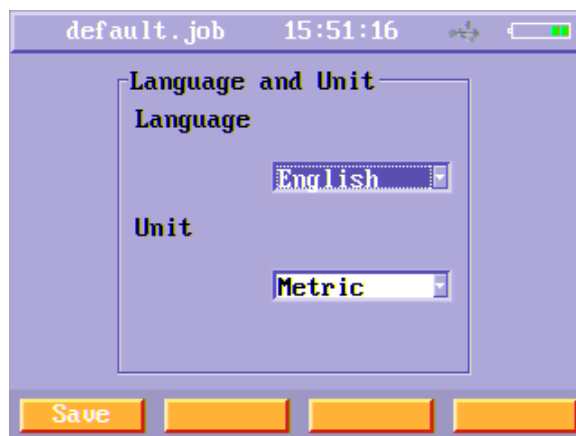 default.job 15:51:16
Language and Unit
Language
English
Unit
Metric
Save